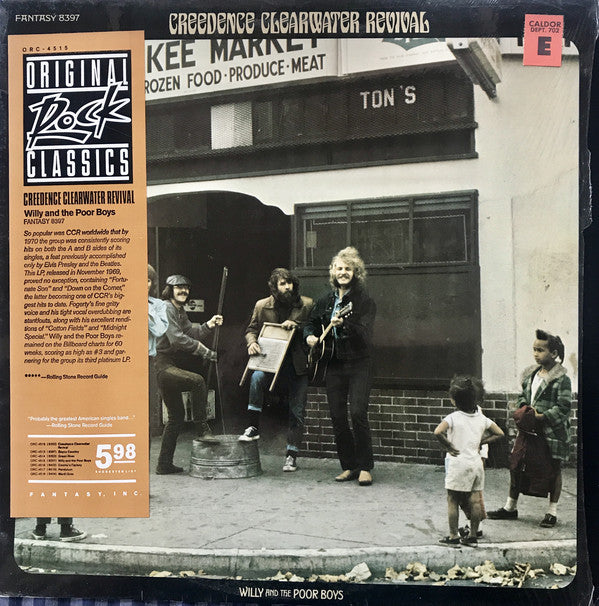 FANTASY 8397
CREEDENCE CLEARWATER REVIVAL
CALDOR
DEPT. 702
E
ORC-4515
ORIGINAL
Rock
CLASSICS
CREEDENCE CLEARWATER REVIVAL
Willy and the Poor Boys
FANTASY 8397
So popular was CCR worldwide that by
1970 the group was consistently scoring
hits on both the A and B sides of its
singles, a feat previously accomplished
only by Elvis Presley and the Beatles.
This LP, released in November 1969,
proved no exception, containing "Fortu-
nate Son" and "Down on the Corner,"
the latter becoming one of CCR's big-
gest hits to date. Fogerty's fine gritty
voice and his tight vocal overdubbing are
standouts, along with his excellent rendi-
tions of "Cotton Fields" and "Midnight
Special." Willy and the Poor Boys re-
mained on the Billboard charts for 60
weeks, scoring as high as #3 and gar-
nering for the group its third platinum LP.
*****—Rolling Stone Record Guide
"Probably the greatest American singles band..."
—Rolling Stone Record Guide
5.98
SUGGESTED LIST
FANTASY, INC.
KEE MARKET
ROZEN FOOD · PRODUCE · MEAT
TON'S
WILLY AND THE POOR BOYS